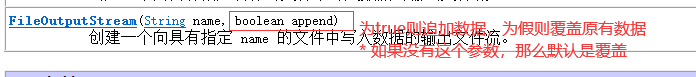 FileOutputStream(String name, boolean append) 为true则追加数据，为假则覆盖原有数据
创建一个向具有指定 name 的文件中写入数据的输出文件流。
* 如果没有这个参数，那么默认是覆盖